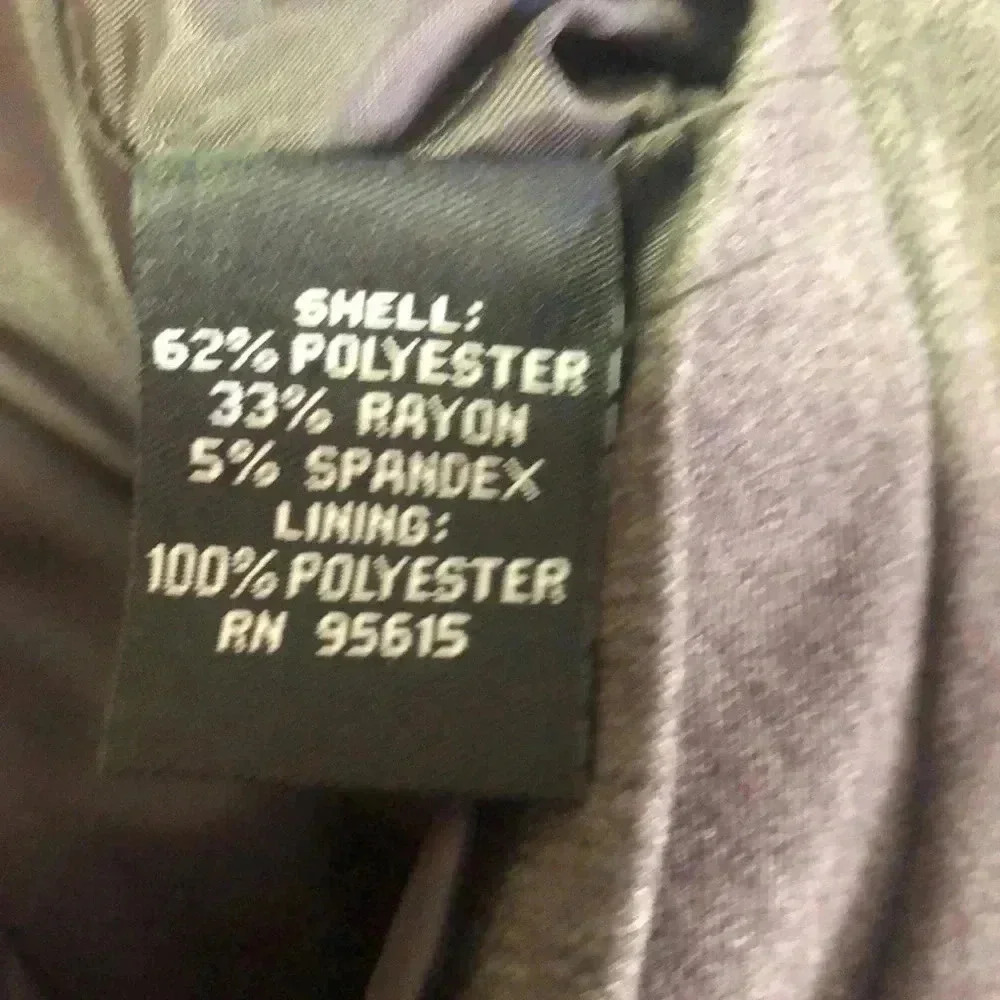 SHELL:
62% POLYESTER
33% RAYON
5% SPANDEX
LINING:
100% POLYESTER
RN 95615